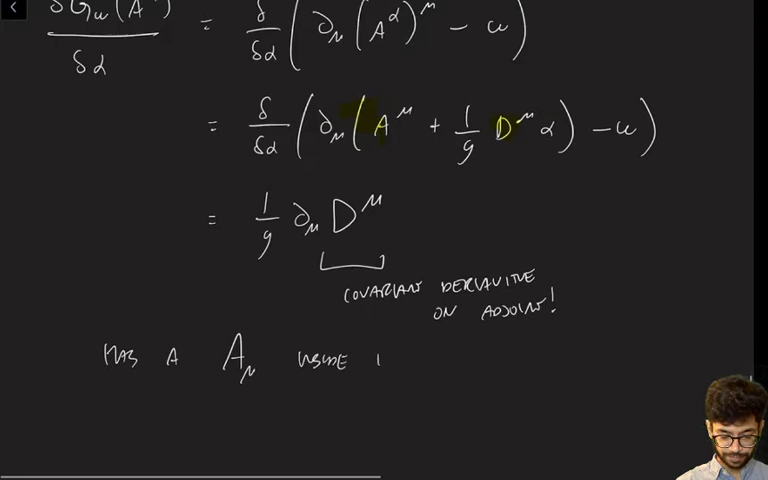 δG_ω(A^α)/δα = δ/δα (∂_μ (A^α)^μ − ω)
= δ/δα (∂_μ (A^μ + 1/g D^μ α) − ω)
= 1/g ∂_μ D^μ
COVARIANT DERIVATIVE
ON ADJOINT!
HAS A A_μ INSIDE I